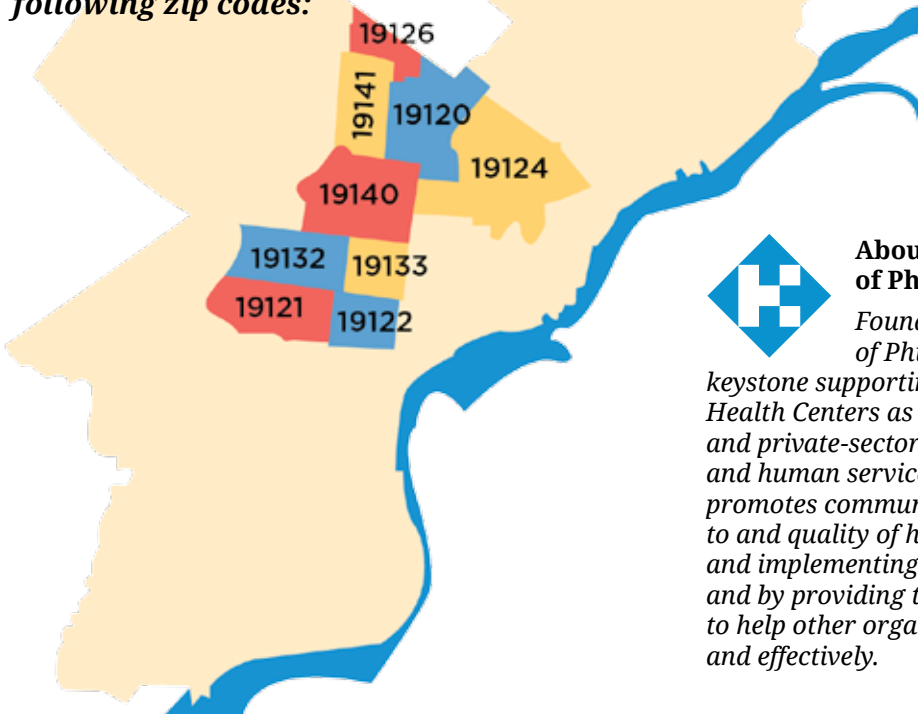 following zip codes:
19126
19141
19120
19124
19140
19132
19133
19121
19122
Abou
of Ph
Foun
of Phi
keystone supportin
Health Centers as
and private-sector
and human servic
promotes commun
to and quality of h
and implementing
and by providing t
to help other orga
and effectively.